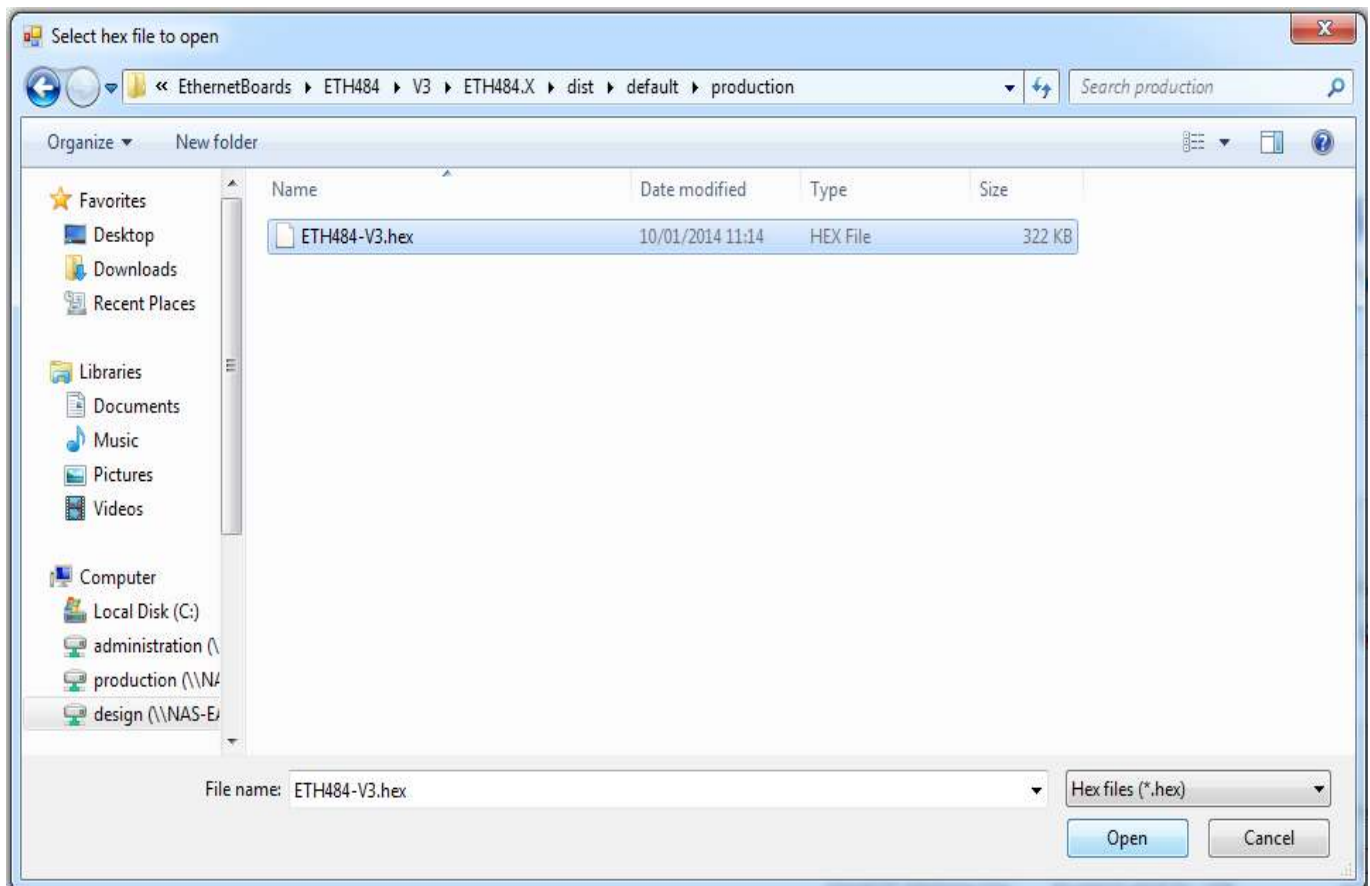 Select hex file to open
« EthernetBoards ▸ ETH484 ▸ V3 ▸ ETH484.X ▸ dist ▸ default ▸ production
Search production
Organize ▾ New folder
Name Date modified Type Size
ETH484-V3.hex 10/01/2014 11:14 HEX File 322 KB
Favorites
Desktop
Downloads
Recent Places
Libraries
Documents
Music
Pictures
Videos
Computer
Local Disk (C:)
administration (\
production (\\NA
design (\\NAS-EA
File name: ETH484-V3.hex
Hex files (*.hex)
Open Cancel